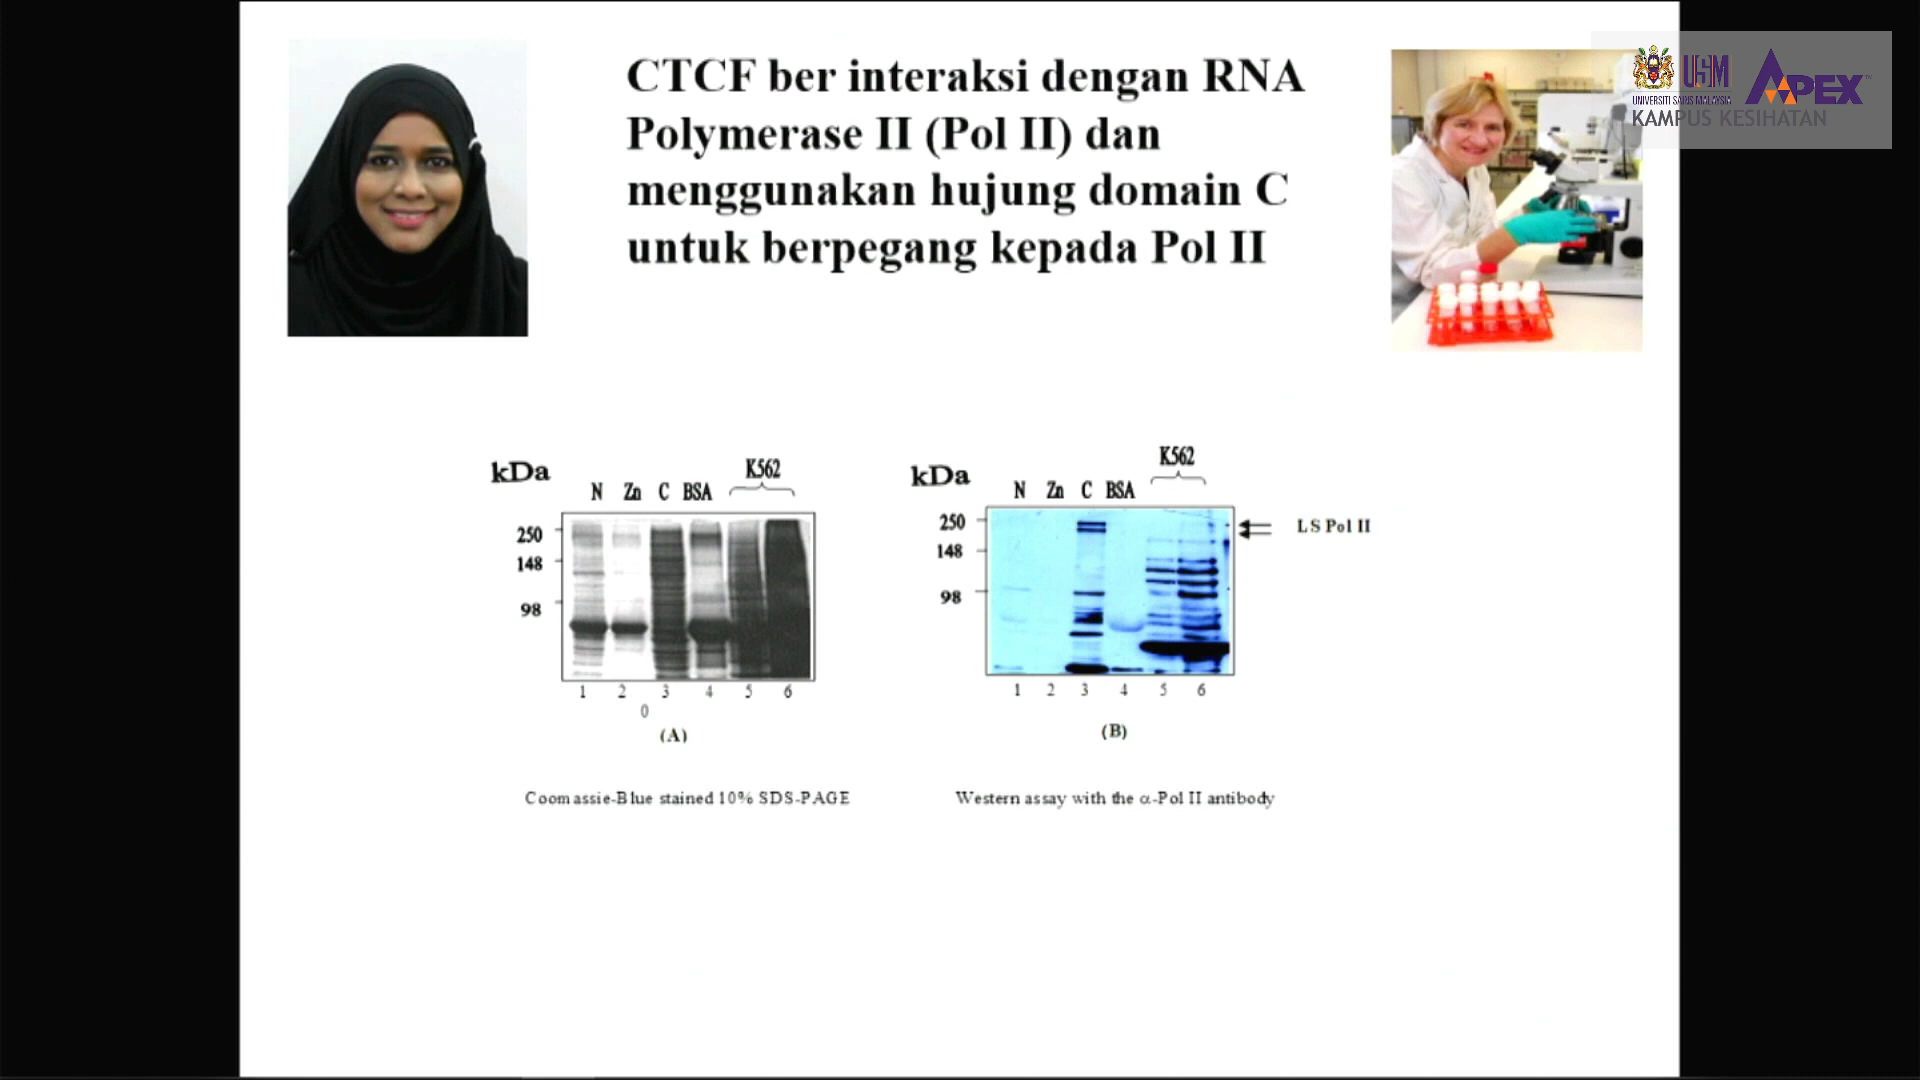 CTCF ber interaksi dengan RNA
Polymerase II (Pol II) dan
menggunakan hujung domain C
untuk berpegang kepada Pol II
USM
APEX™
UNIVERSITI SAINS MALAYSIA
KAMPUS KESIHATAN
kDa
K562
N Zn C BSA
250
148
98
1 2 3 4 5 6
0
(A)
Coomassie-Blue stained 10% SDS-PAGE
kDa
K562
N Zn C BSA
250
148
98
LS Pol II
1 2 3 4 5 6
(B)
Western assay with the α-Pol II antibody